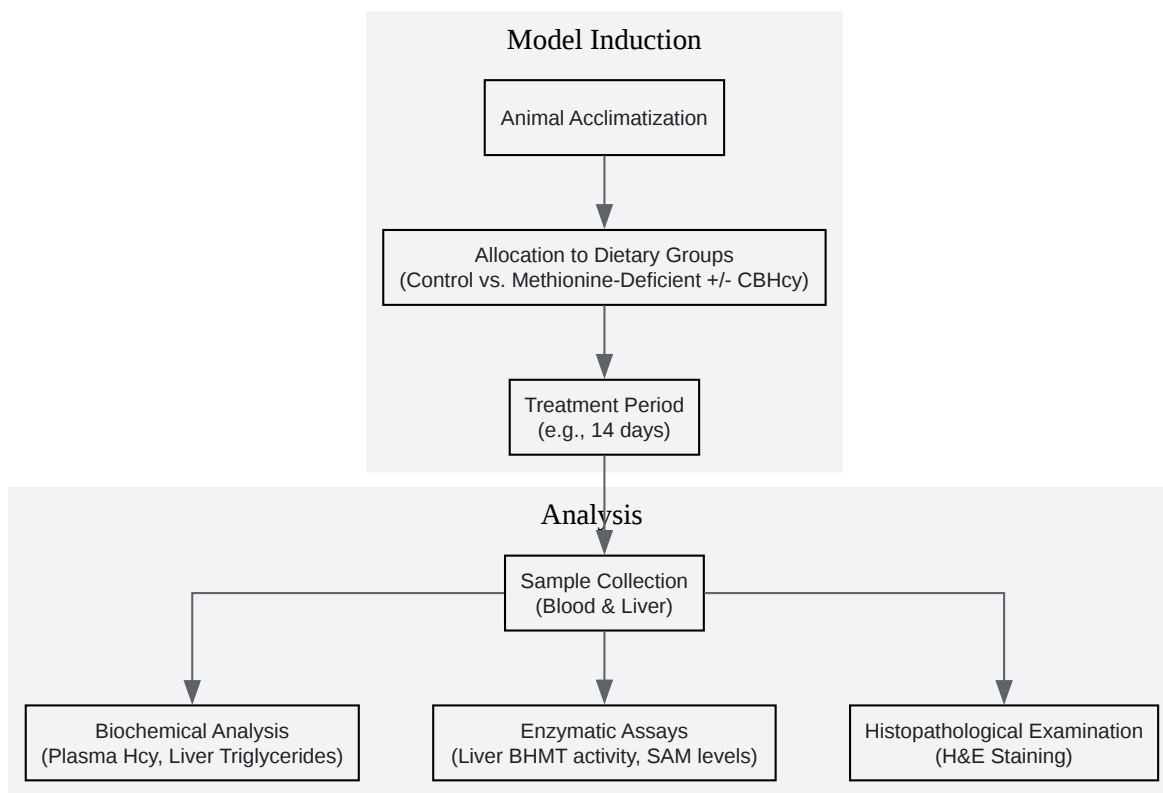 Model Induction
Animal Acclimatization
Allocation to Dietary Groups
(Control vs. Methionine-Deficient +/- CBHcy)
Treatment Period
(e.g., 14 days)
Analysis
Sample Collection
(Blood & Liver)
Biochemical Analysis
(Plasma Hcy, Liver Triglycerides)
Enzymatic Assays
(Liver BHMT activity, SAM levels)
Histopathological Examination
(H&E Staining)